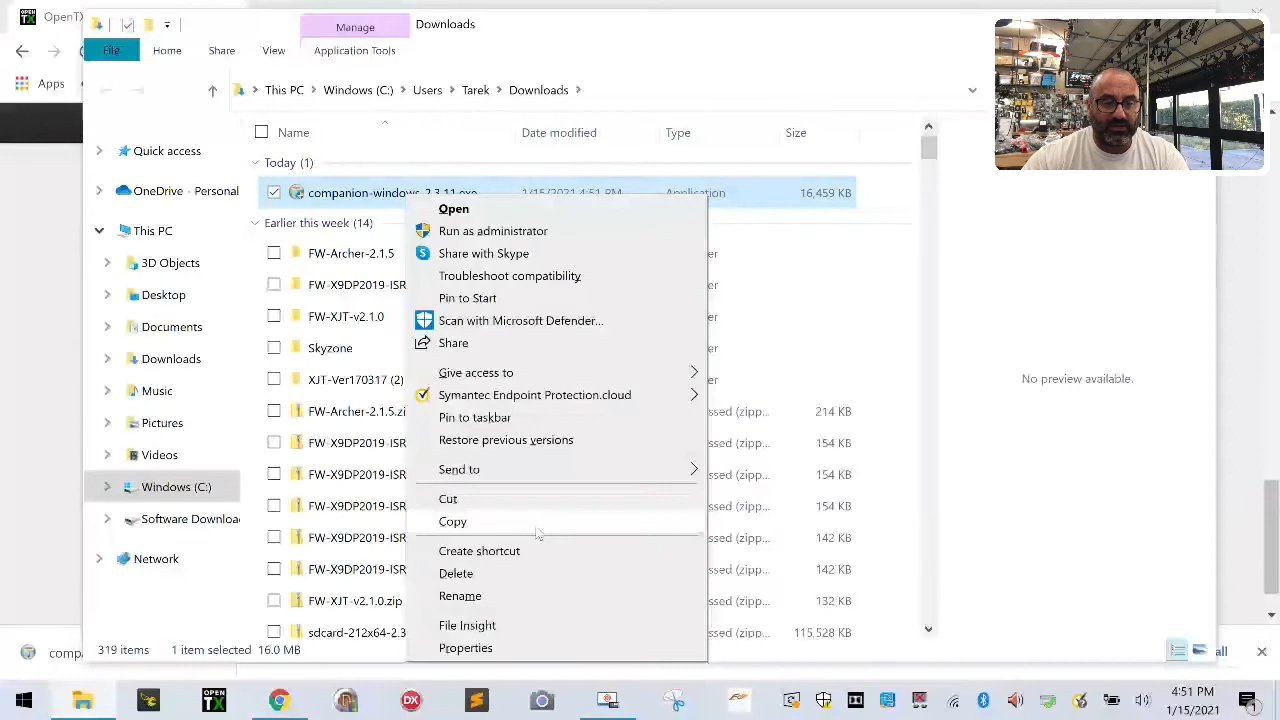 OPEN TX
OpenT
Manage
Downloads
File
Home
Share
View
Application Tools
This PC
Windows (C:)
Users
Tarek
Downloads
Apps
Name
Date modified
Type
Size
Quick access
Today (1)
OneDrive - Personal
companion-windows-2.3.11.exe
1/15/2021 4:51 PM
Application
16,459 KB
Open
Earlier this week (14)
This PC
Run as administrator
Share with Skype
FW-Archer-2.1.5
3D Objects
Troubleshoot compatibility
FW-X9DP2019-ISR
Desktop
Pin to Start
FW-XJT-v2.1.0
Scan with Microsoft Defender...
Documents
Share
Skyzone
Downloads
Give access to
XJT-Ver170317 (2)
No preview available.
Music
Symantec Endpoint Protection.cloud
FW-Archer-2.1.5.zi
Pin to taskbar
ssed (zipp...
214 KB
Pictures
Restore previous versions
FW-X9DP2019-ISR
ssed (zipp...
154 KB
Videos
Send to
FW-X9DP2019-ISR
ssed (zipp...
154 KB
Windows (C:)
Cut
FW-X9DP2019-ISR
ssed (zipp...
154 KB
Software Downloa
Copy
FW-X9DP2019-ISR
ssed (zipp...
142 KB
Network
Create shortcut
FW-X9DP2019-ISR
ssed (zipp...
142 KB
Delete
Rename
FW-XJT-v2.1.0.zip
ssed (zipp...
132 KB
File Insight
sdcard-212x64-2.3
ssed (zipp...
115,528 KB
Properties
319 items
1 item selected
16.0 MB
comp
all
OPEN TX
DX
4:51 PM
1/15/2021